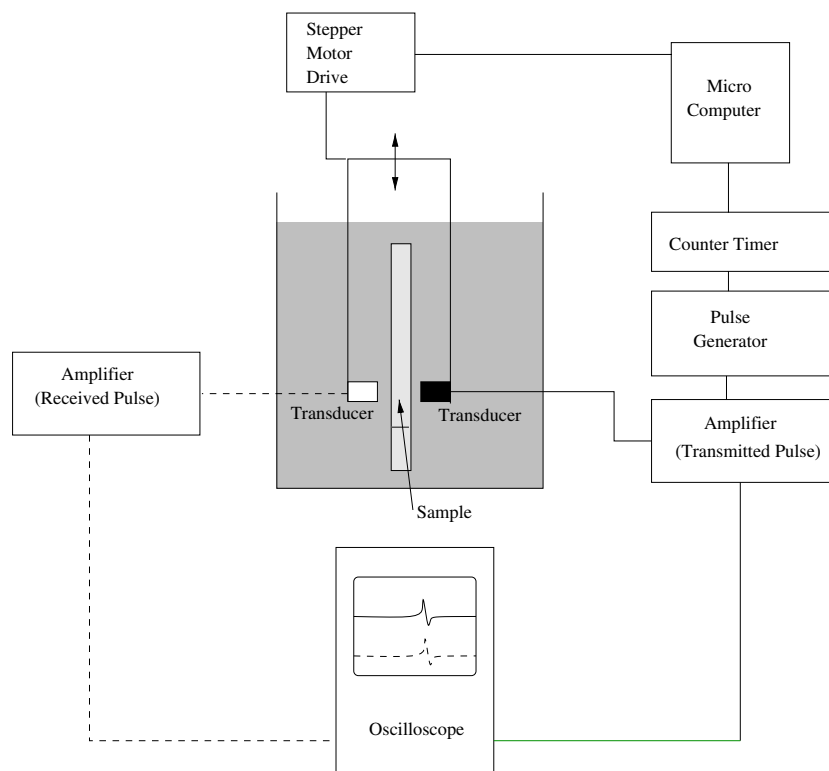 Stepper
Motor
Drive
Micro
Computer
Counter Timer
Pulse
Generator
Amplifier
(Received Pulse)
Transducer
Transducer
Amplifier
(Transmitted Pulse)
Sample
Oscilloscope